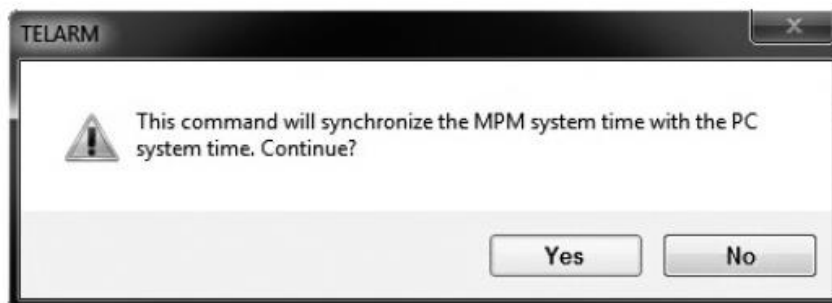 TELARM
This command will synchronize the MPM system time with the PC
system time. Continue?
Yes No